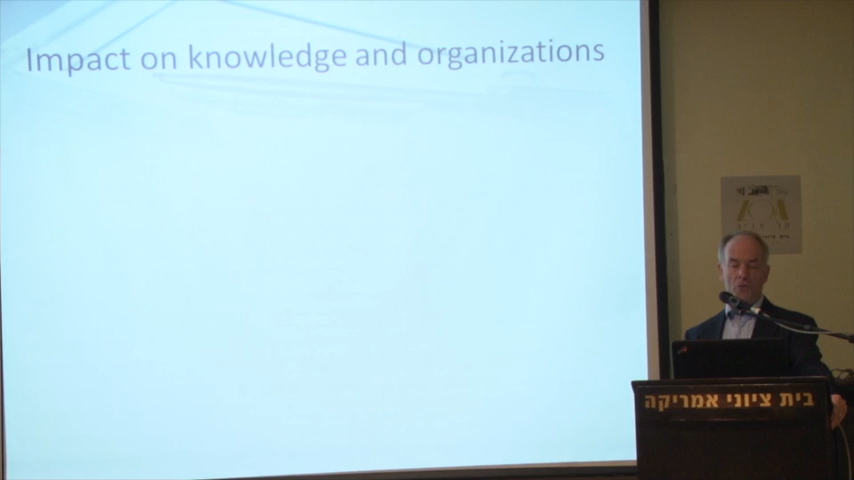 Impact on knowledge and organizations
בית ציוני אמריקה